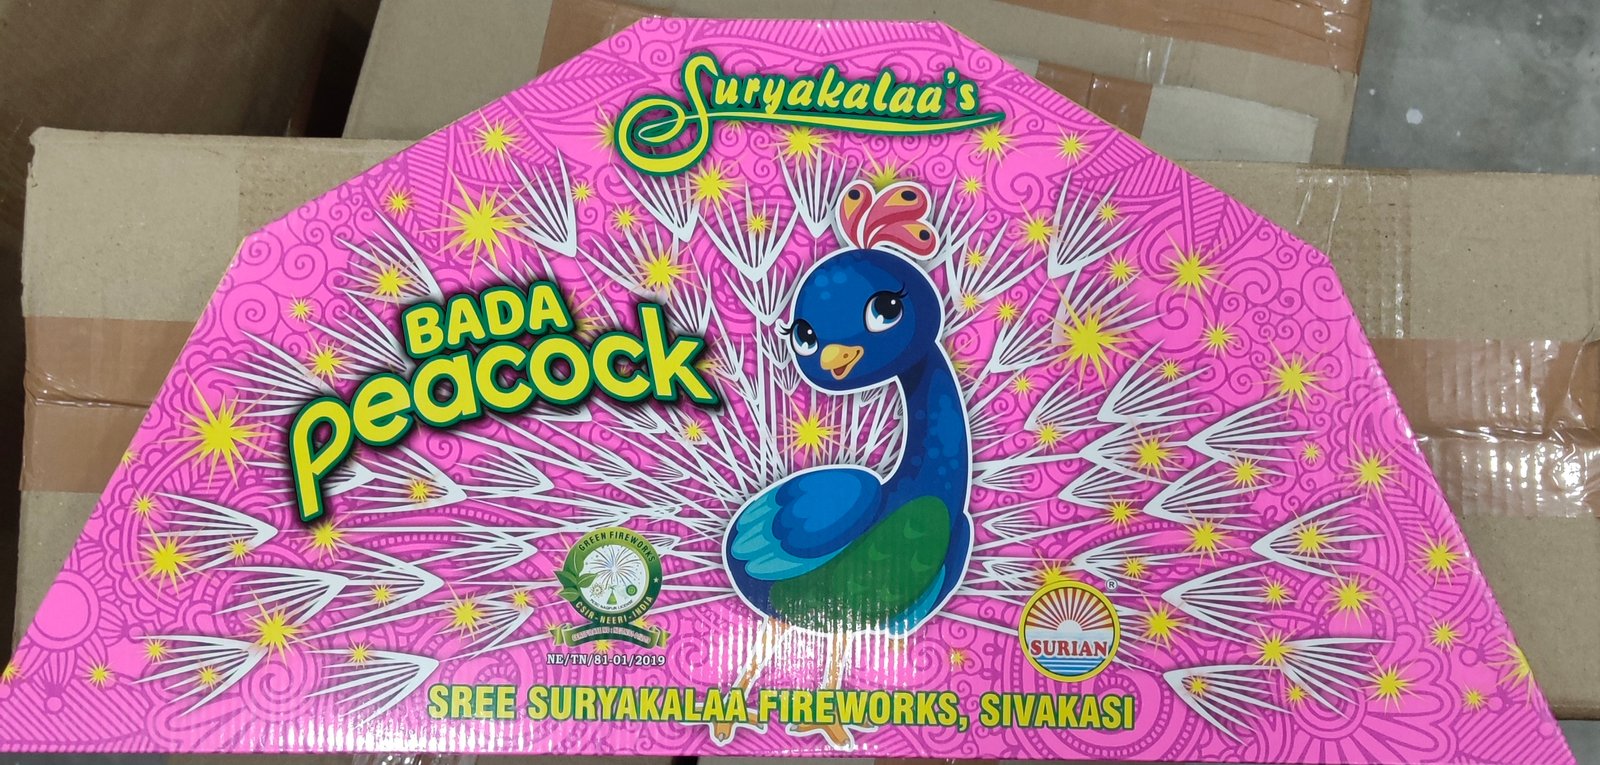 Suryakalaa's
BADA
peacock
GREEN FIREWORKS
CSIR-NEERI-INDIA
NE/TN/81-01/2019
SURIAN
®
SREE SURYAKALAA FIREWORKS, SIVAKASI